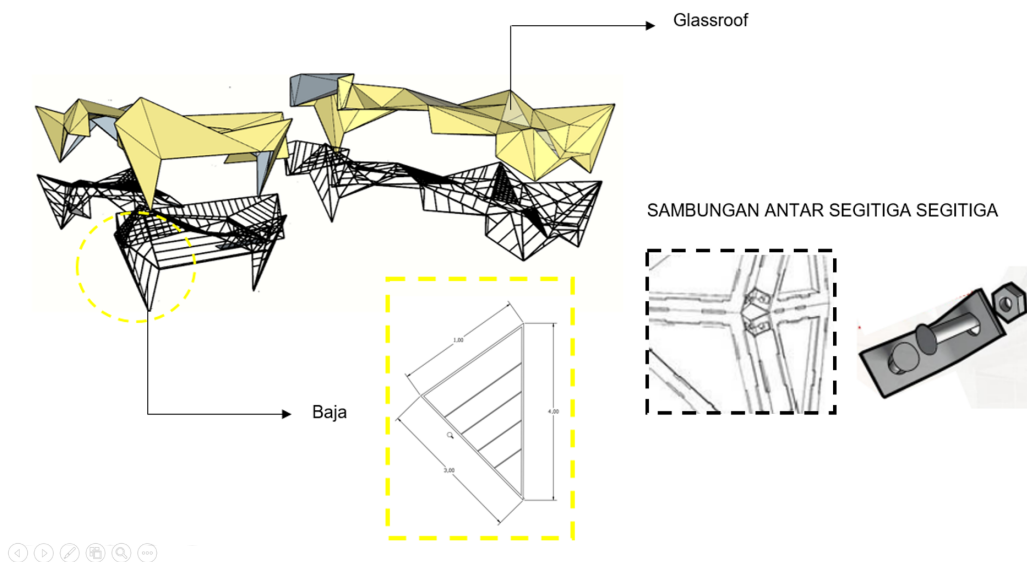 Glassroof
SAMBUNGAN ANTAR SEGITIGA SEGITIGA
Baja
1.00
4.00
3.00